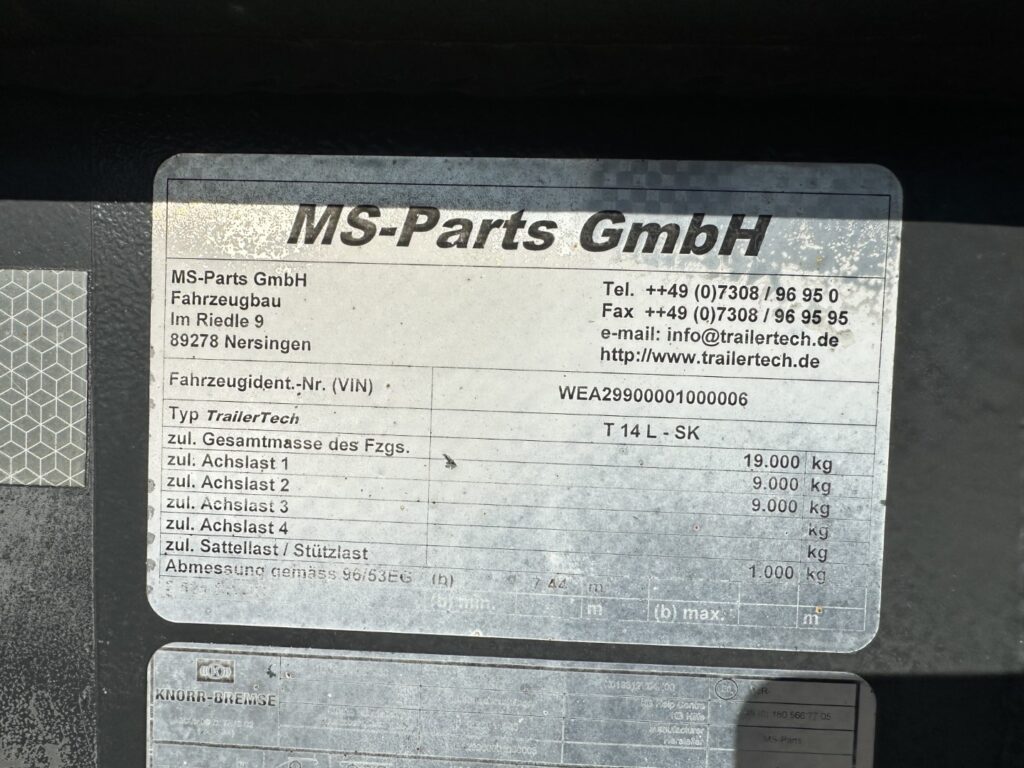 MS-Parts GmbH
MS-Parts GmbH
Fahrzeugbau
Im Riedle 9
89278 Nersingen
Tel. ++49 (0)7308 / 96 95 0
Fax ++49 (0)7308 / 96 95 95
e-mail: info@trailertech.de
http://www.trailertech.de
Fahrzeugident.-Nr. (VIN) WEA29900001000006
Typ TrailerTech T 14 L - SK
zul. Gesamtmasse des Fzgs. 19.000 kg
zul. Achslast 1 9.000 kg
zul. Achslast 2 9.000 kg
zul. Achslast 3 kg
zul. Achslast 4 kg
zul. Sattellast / Stützlast 1.000 kg
Abmessung gemäss 96/53EG (b) min. m (b) max. m
KNORR-BREMSE
Manufacturer
Hersteller
MS-Parts